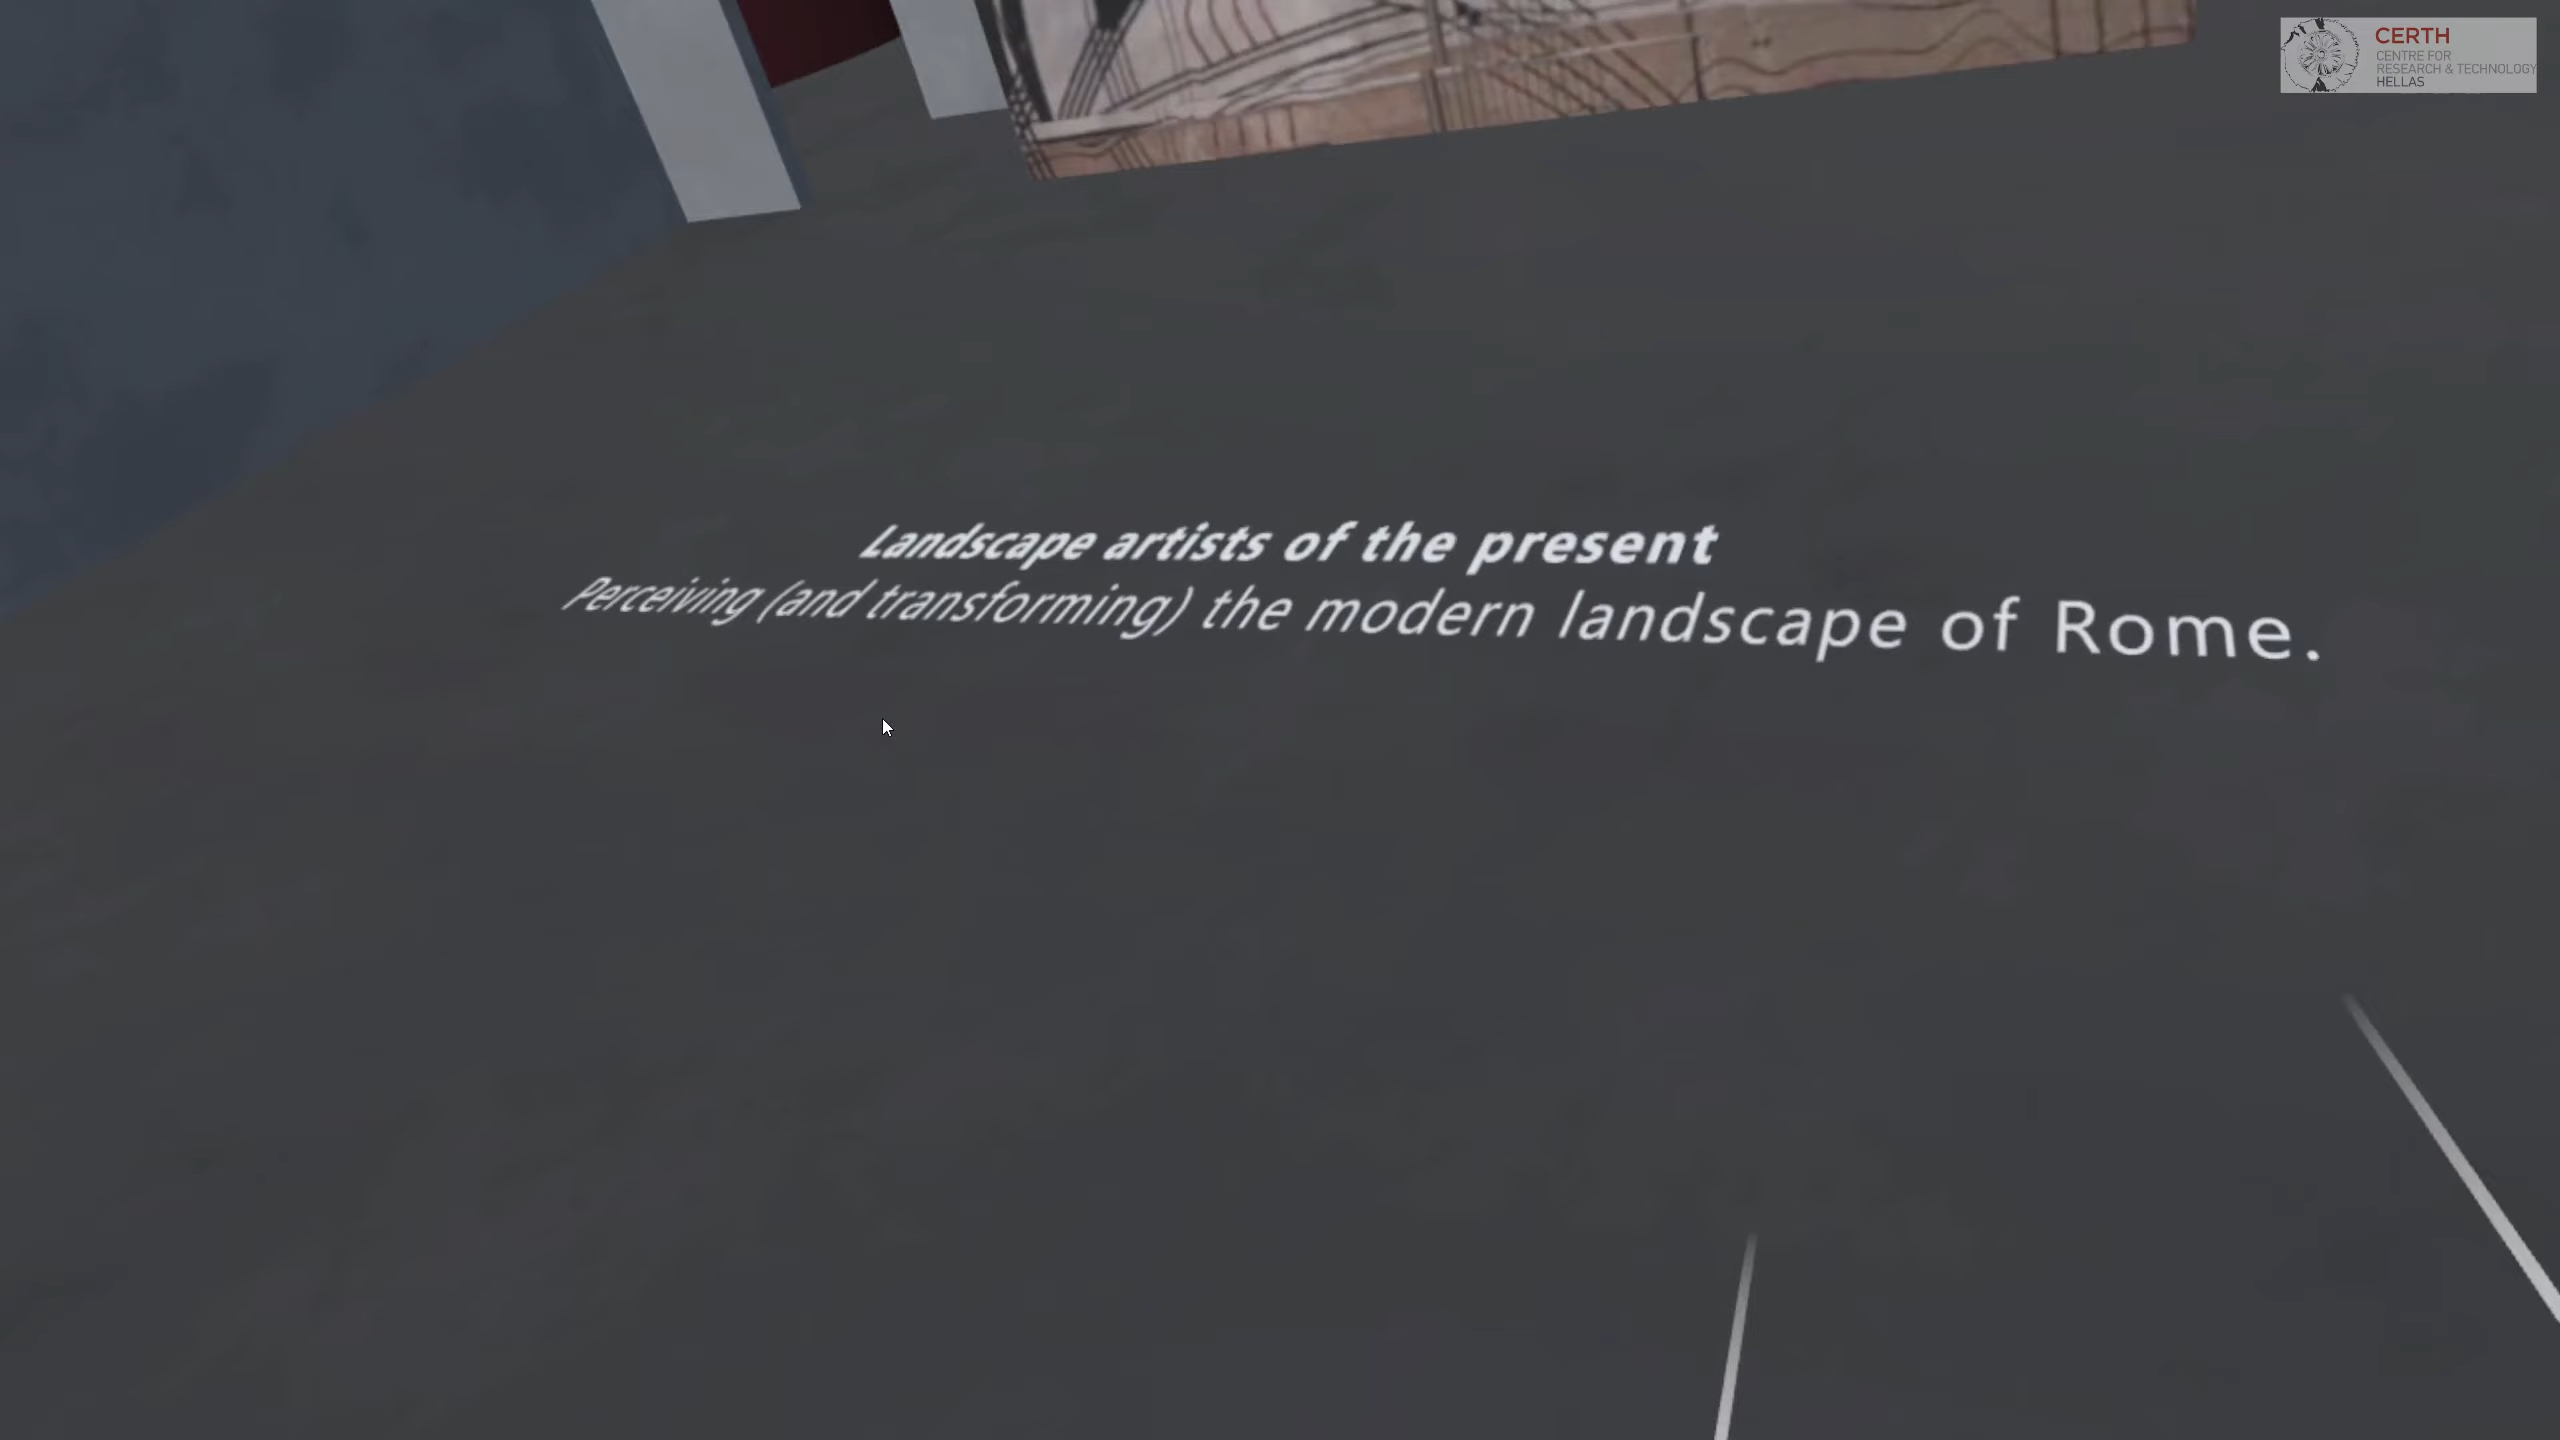 CERTH
CENTRE FOR
RESEARCH & TECHNOLOGY
HELLAS
Landscape artists of the present
Perceiving (and transforming) the modern landscape of Rome.